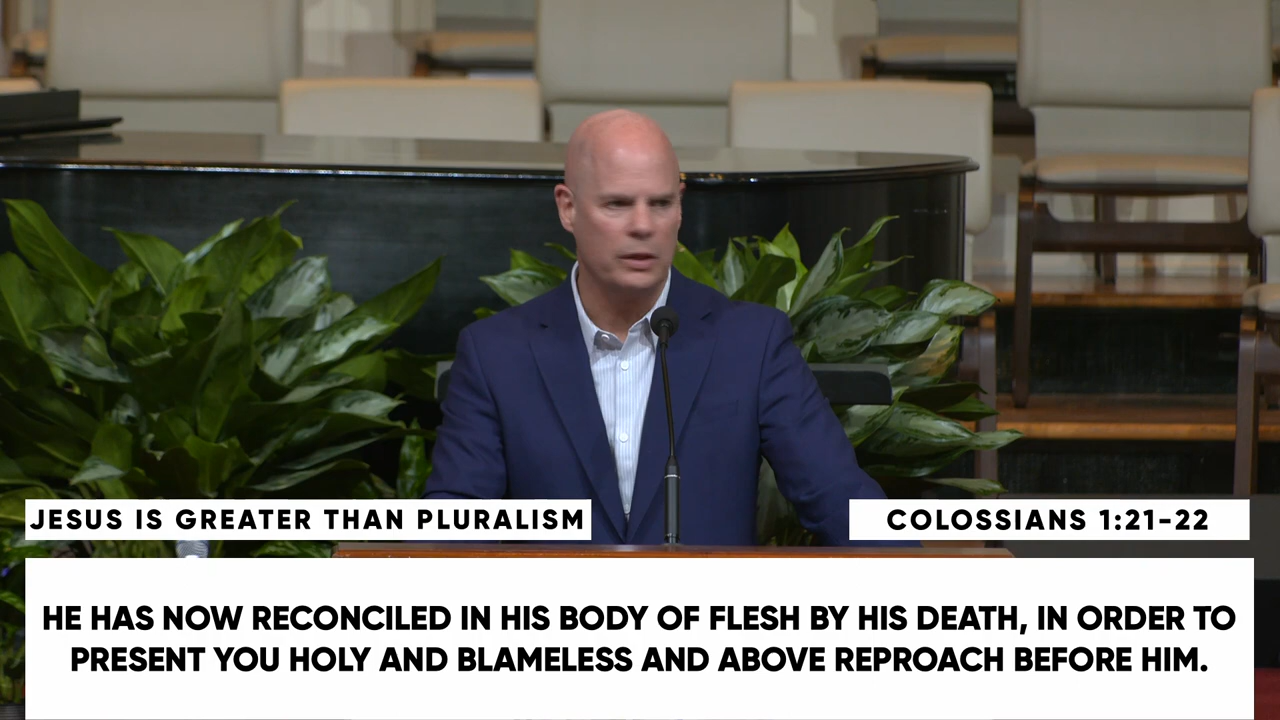 JESUS IS GREATER THAN PLURALISM
COLOSSIANS 1:21-22
HE HAS NOW RECONCILED IN HIS BODY OF FLESH BY HIS DEATH, IN ORDER TO
PRESENT YOU HOLY AND BLAMELESS AND ABOVE REPROACH BEFORE HIM.